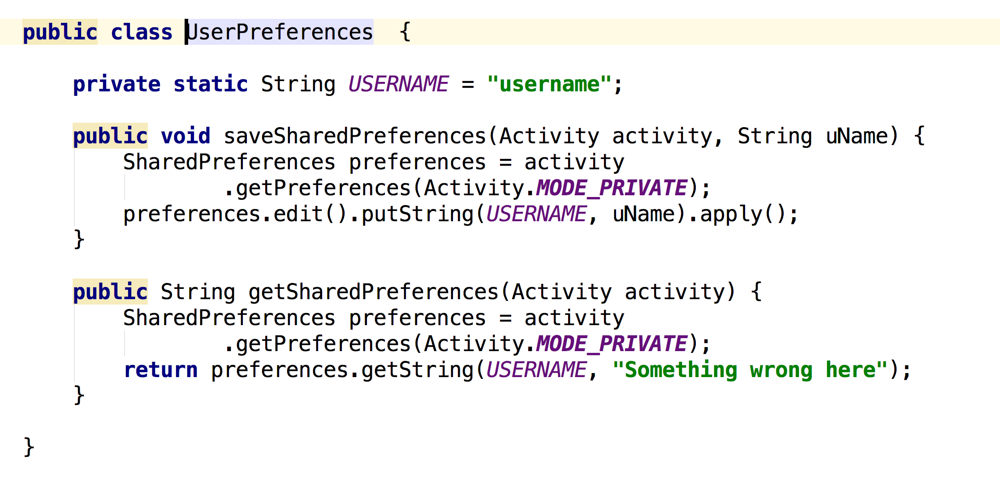 public class UserPreferences  {
private static String USERNAME = "username";
public void saveSharedPreferences(Activity activity, String uName) {
SharedPreferences preferences = activity
.getPreferences(Activity.MODE_PRIVATE);
preferences.edit().putString(USERNAME, uName).apply();
}
public String getSharedPreferences(Activity activity) {
SharedPreferences preferences = activity
.getPreferences(Activity.MODE_PRIVATE);
return preferences.getString(USERNAME, "Something wrong here");
}
}